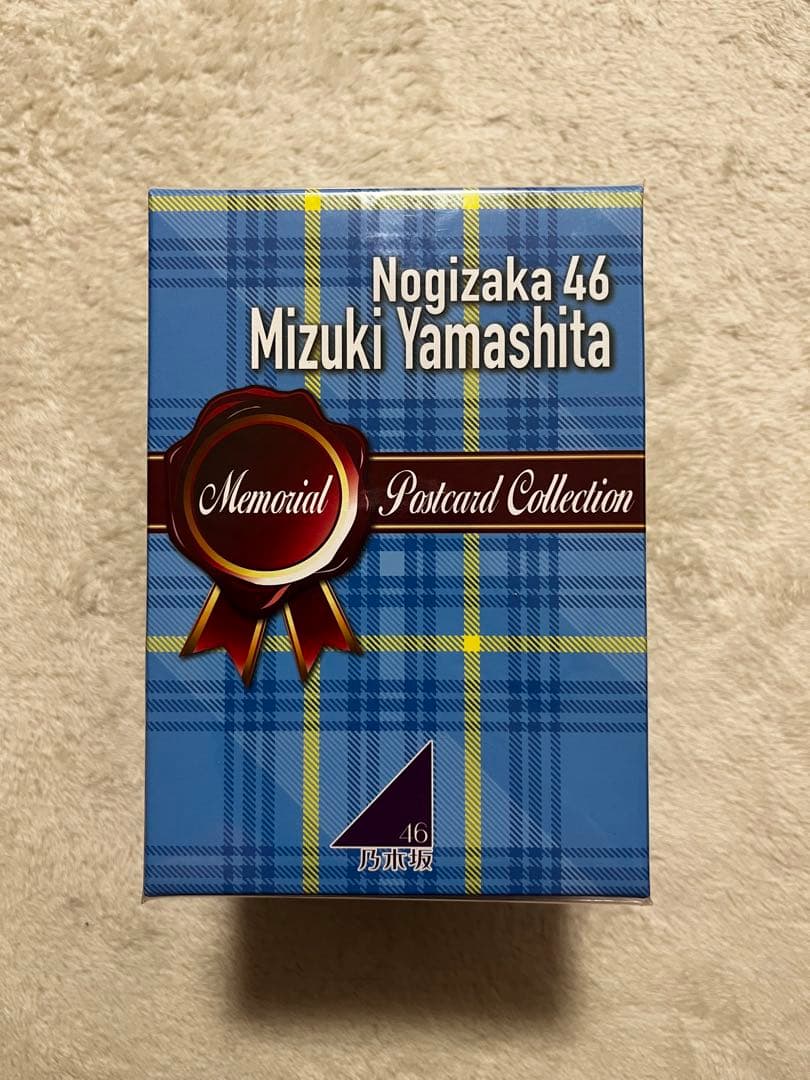 Nogizaka 46
Mizuki Yamashita
Memorial Postcard Collection
46
乃木坂